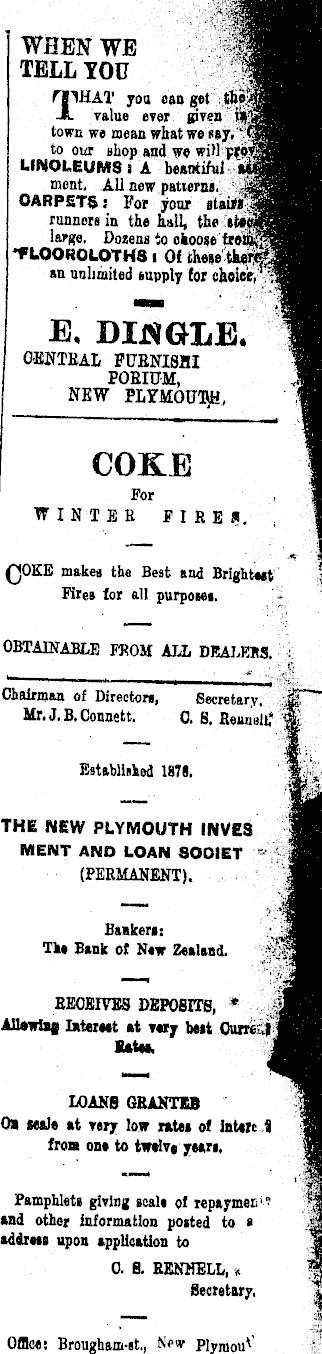 WHEN WE
TELL YOU
THAT you can get the
value ever given
town we mean what we say.
to our shop and we will
LINOLEUMS: A beautiful
ment. All new patterns.
CARPETS: For your stairs
runners in the hall, the
large. Dozens to choose from.
FLOORCLOTHS: Of these
an unlimited supply for choice,
E. DINGLE.
CENTRAL FURNISHI
PORIUM,
NEW PLYMOUTH,
COKE
For
WINTER FIRES.
COKE makes the Best and Brightest
Fires for all purposes.
OBTAINABLE FROM ALL DEALERS.
Chairman of Directors, Secretary,
Mr. J. B. Connett. C. S. Rennell.
Established 1876.
THE NEW PLYMOUTH INVES
MENT AND LOAN SOCIET
(PERMANENT).
Bankers:
The Bank of New Zealand.
RECEIVES DEPOSITS,
Allowing Interest at very best Curre
Rates.
LOANS GRANTED
On scale at very low rates of intere
from one to twelve years.
Pamphlets giving scale of repaymen
and other information posted to a
address upon application to
C. S. RENNELL,
Secretary.
Office: Brougham-st., New Plymou